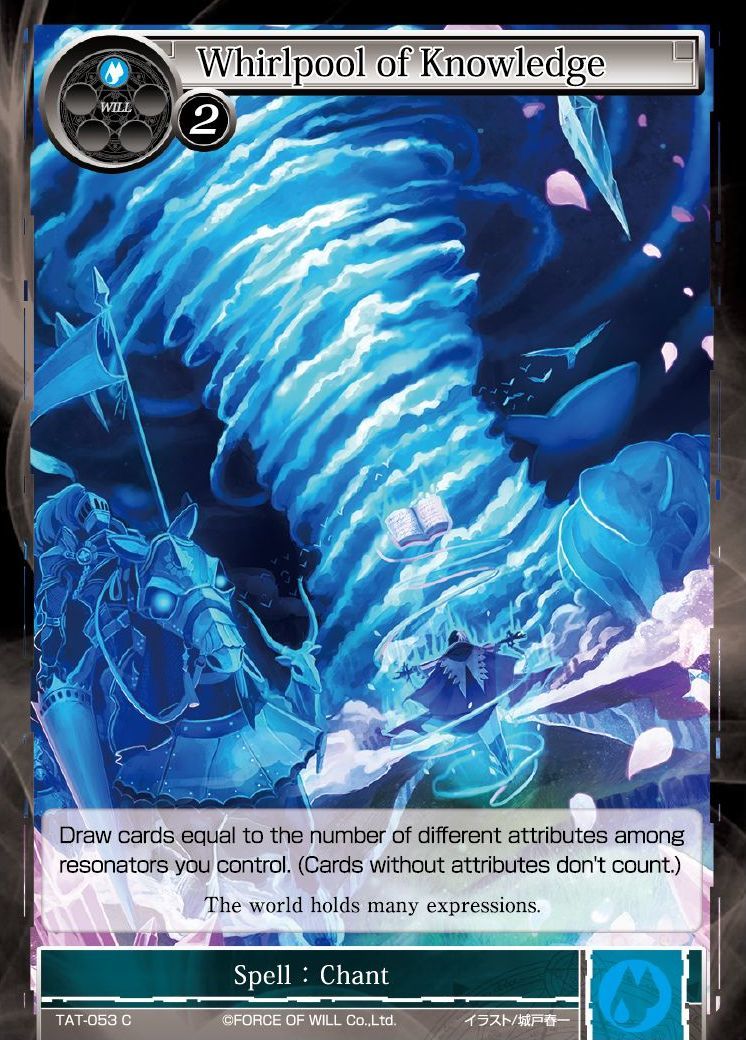 Whirlpool of Knowledge
WILL
2
Draw cards equal to the number of different attributes among
resonators you control. (Cards without attributes don't count.)
The world holds many expressions.
Spell : Chant
TAT-053 C ©FORCE OF WILL Co.,Ltd. イラスト/城戸春一